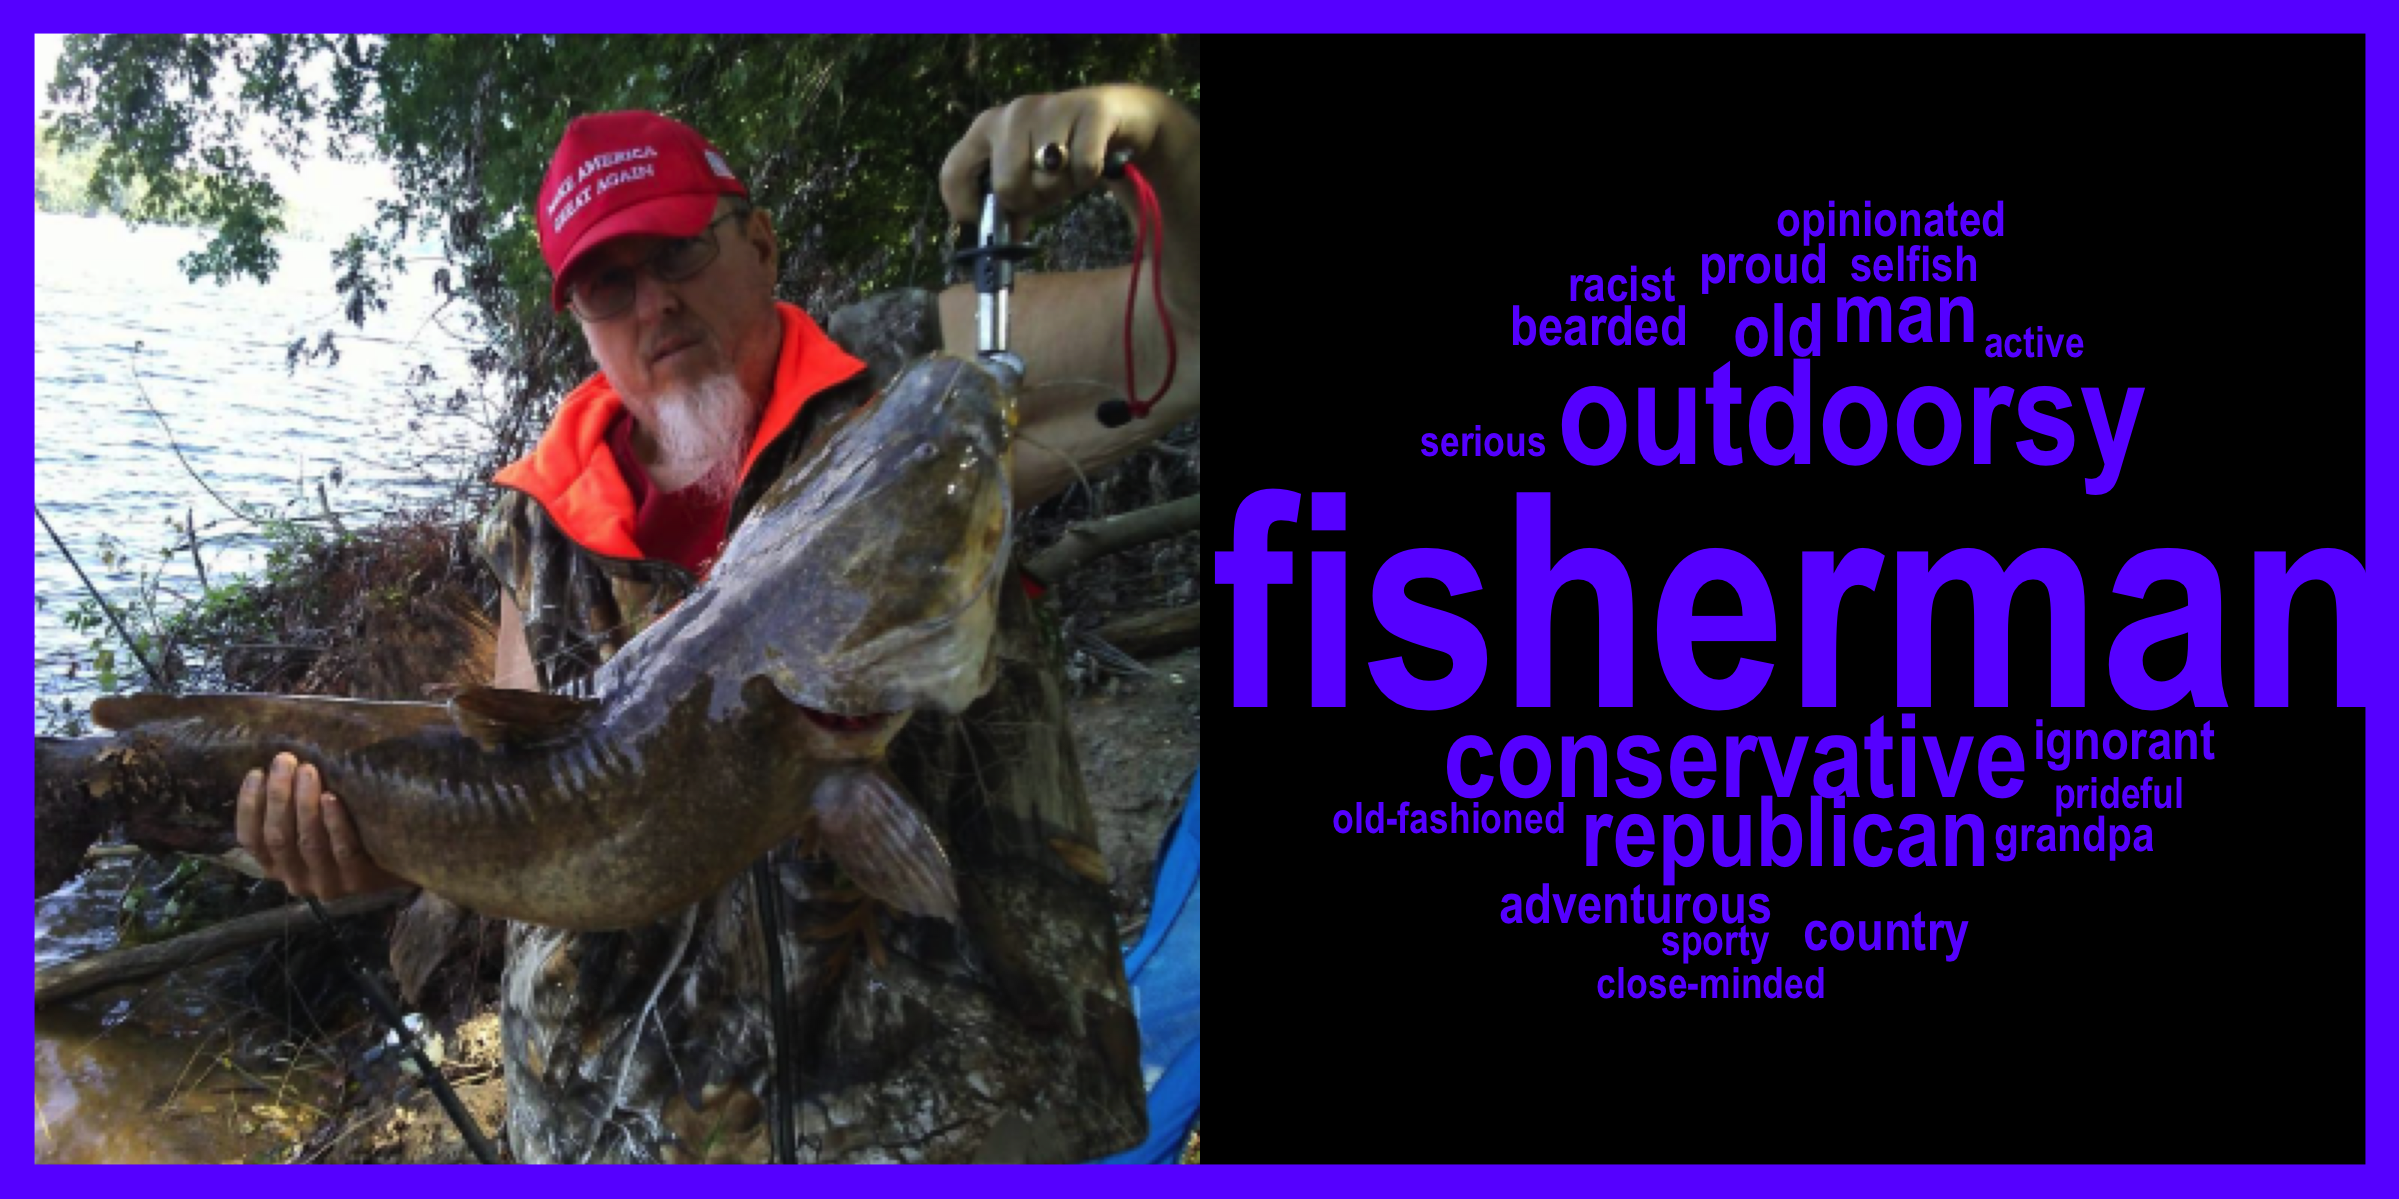 MAKE AMERICA
GREAT AGAIN
opinionated
racist proud selfish
bearded old man active
serious outdoorsy
fisherman
conservative ignorant
prideful
old-fashioned republican grandpa
adventurous
sporty country
close-minded